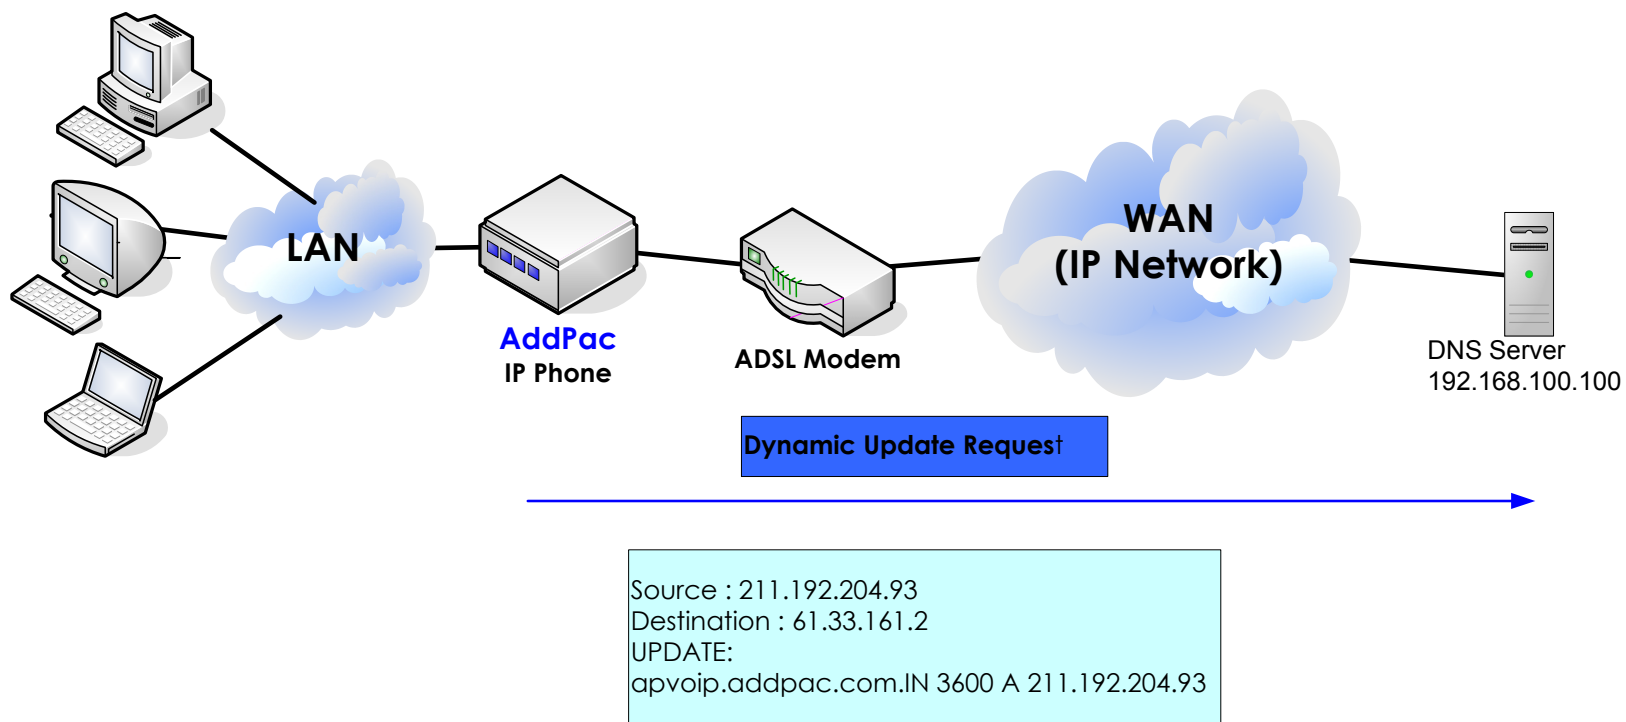 LAN
WAN
(IP Network)
AddPac
IP Phone
ADSL Modem
DNS Server
192.168.100.100
Dynamic Update Request
Source : 211.192.204.93
Destination : 61.33.161.2
UPDATE:
apvoip.addpac.com.IN 3600 A 211.192.204.93